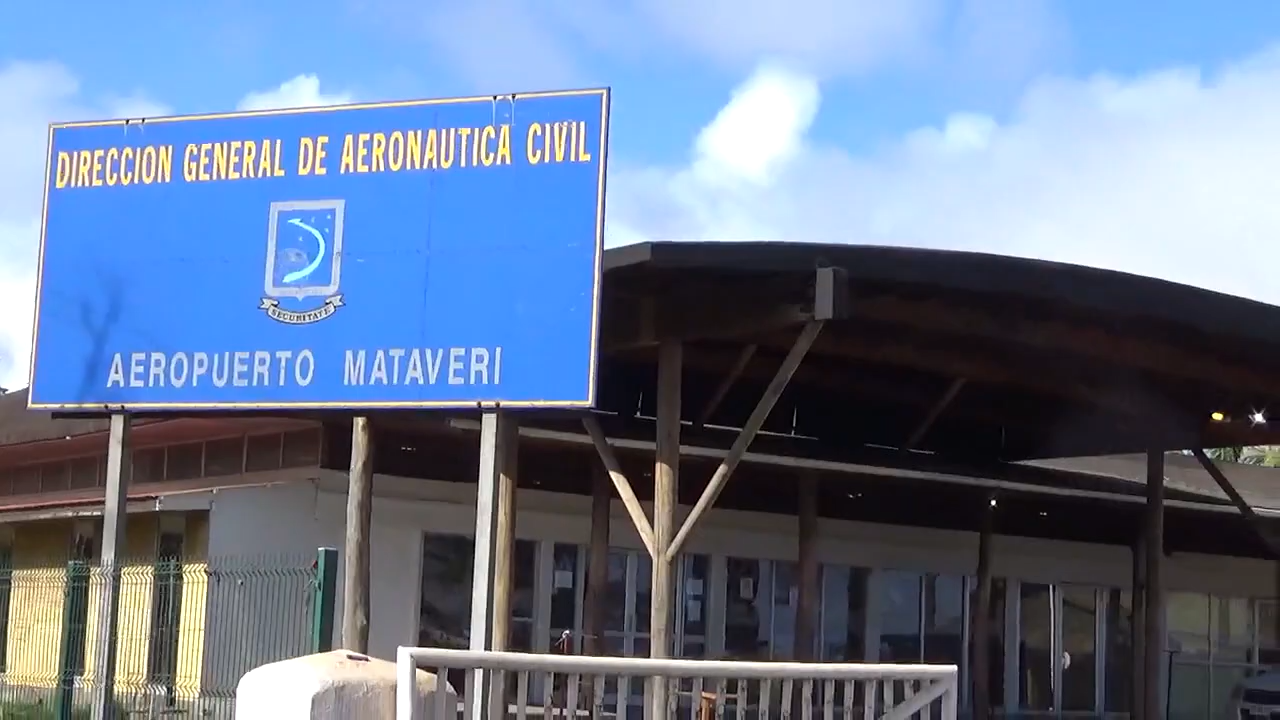 DIRECCION GENERAL DE AERONAUTICA CIVIL
SECURITATE
AEROPUERTO MATAVERI